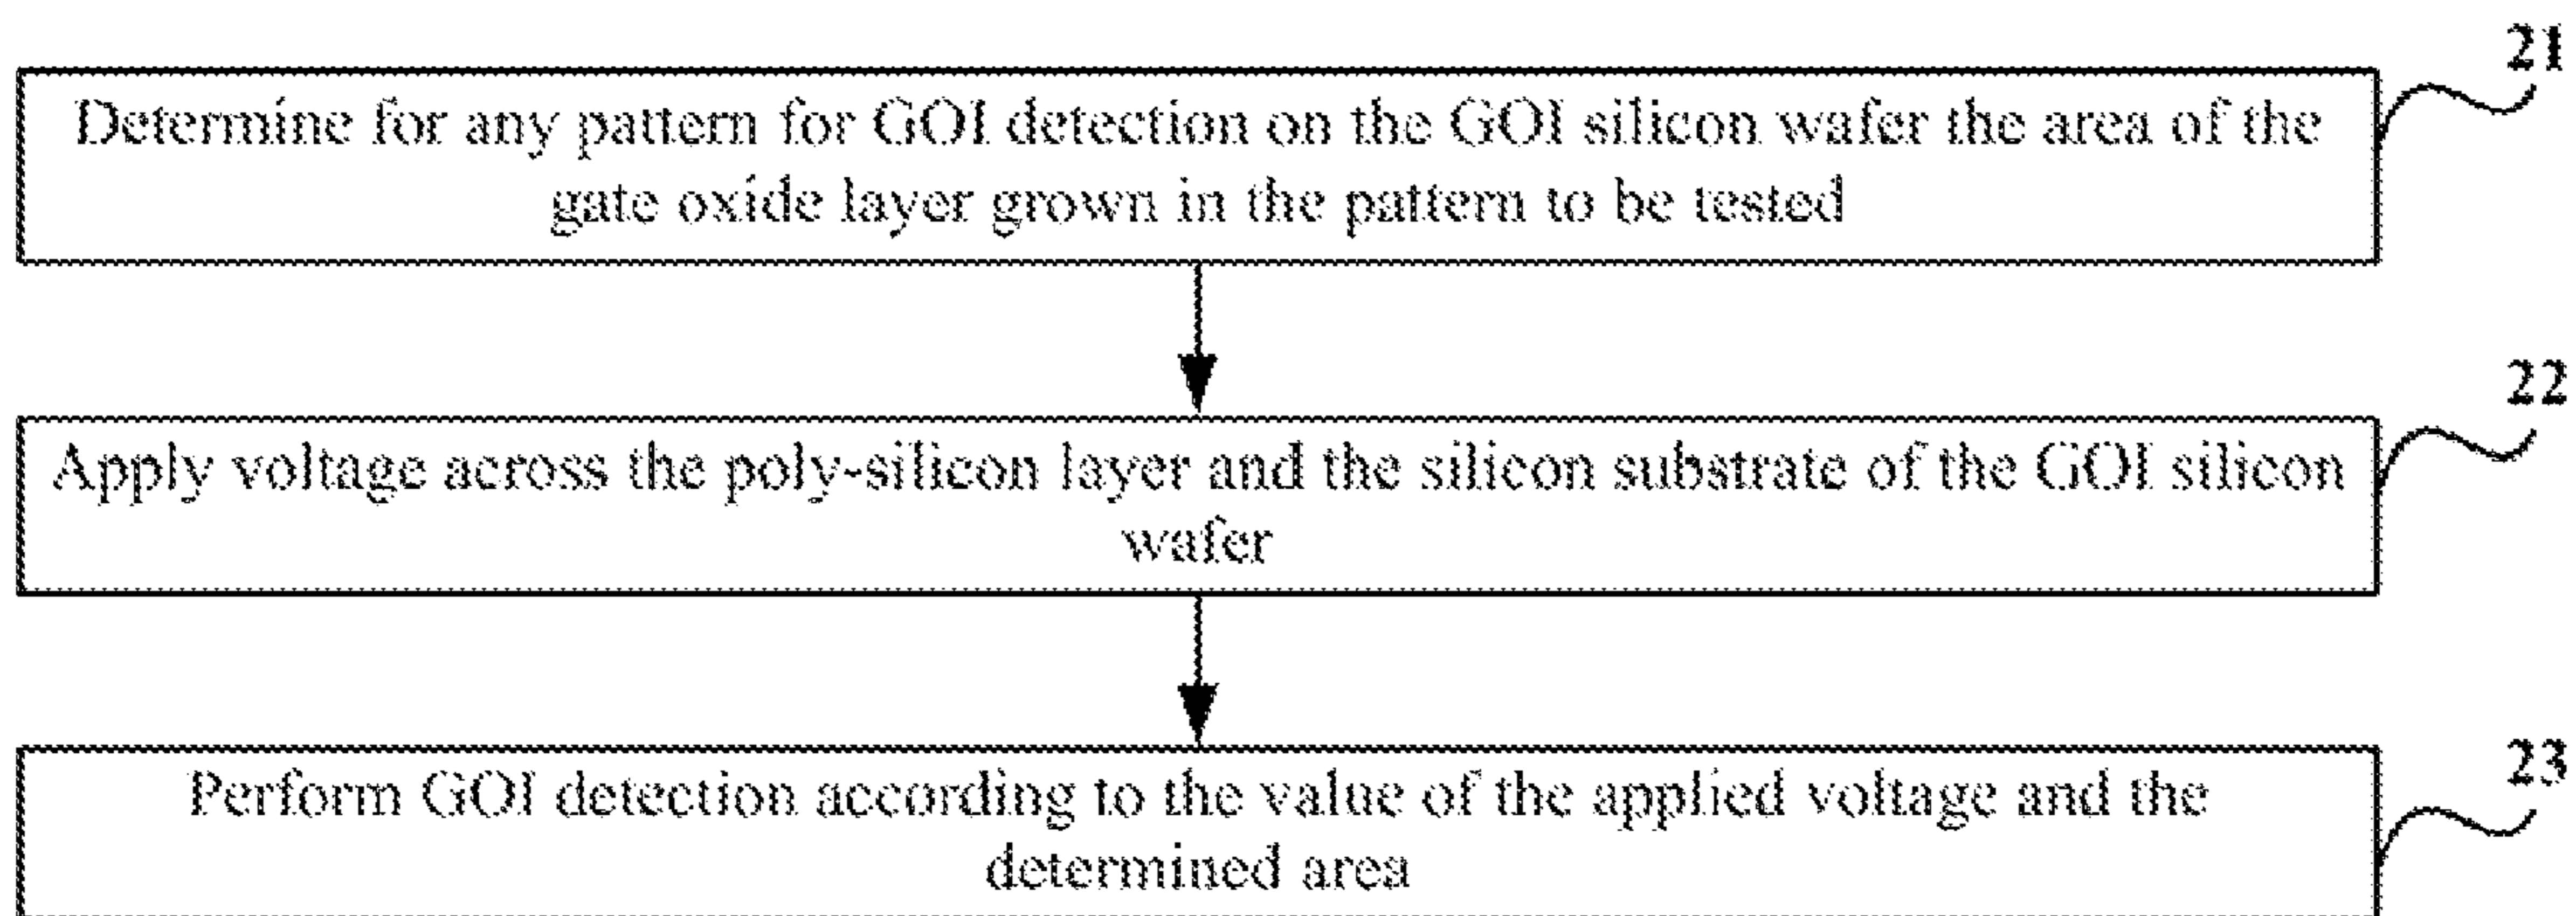 21
Determine for any pattern for GOI detection on the GOI silicon wafer the area of the
gate oxide layer grown in the pattern to be tested
22
Apply voltage across the poly-silicon layer and the silicon substrate of the GOI silicon
wafer
23
Perform GOI detection according to the value of the applied voltage and the
determined area